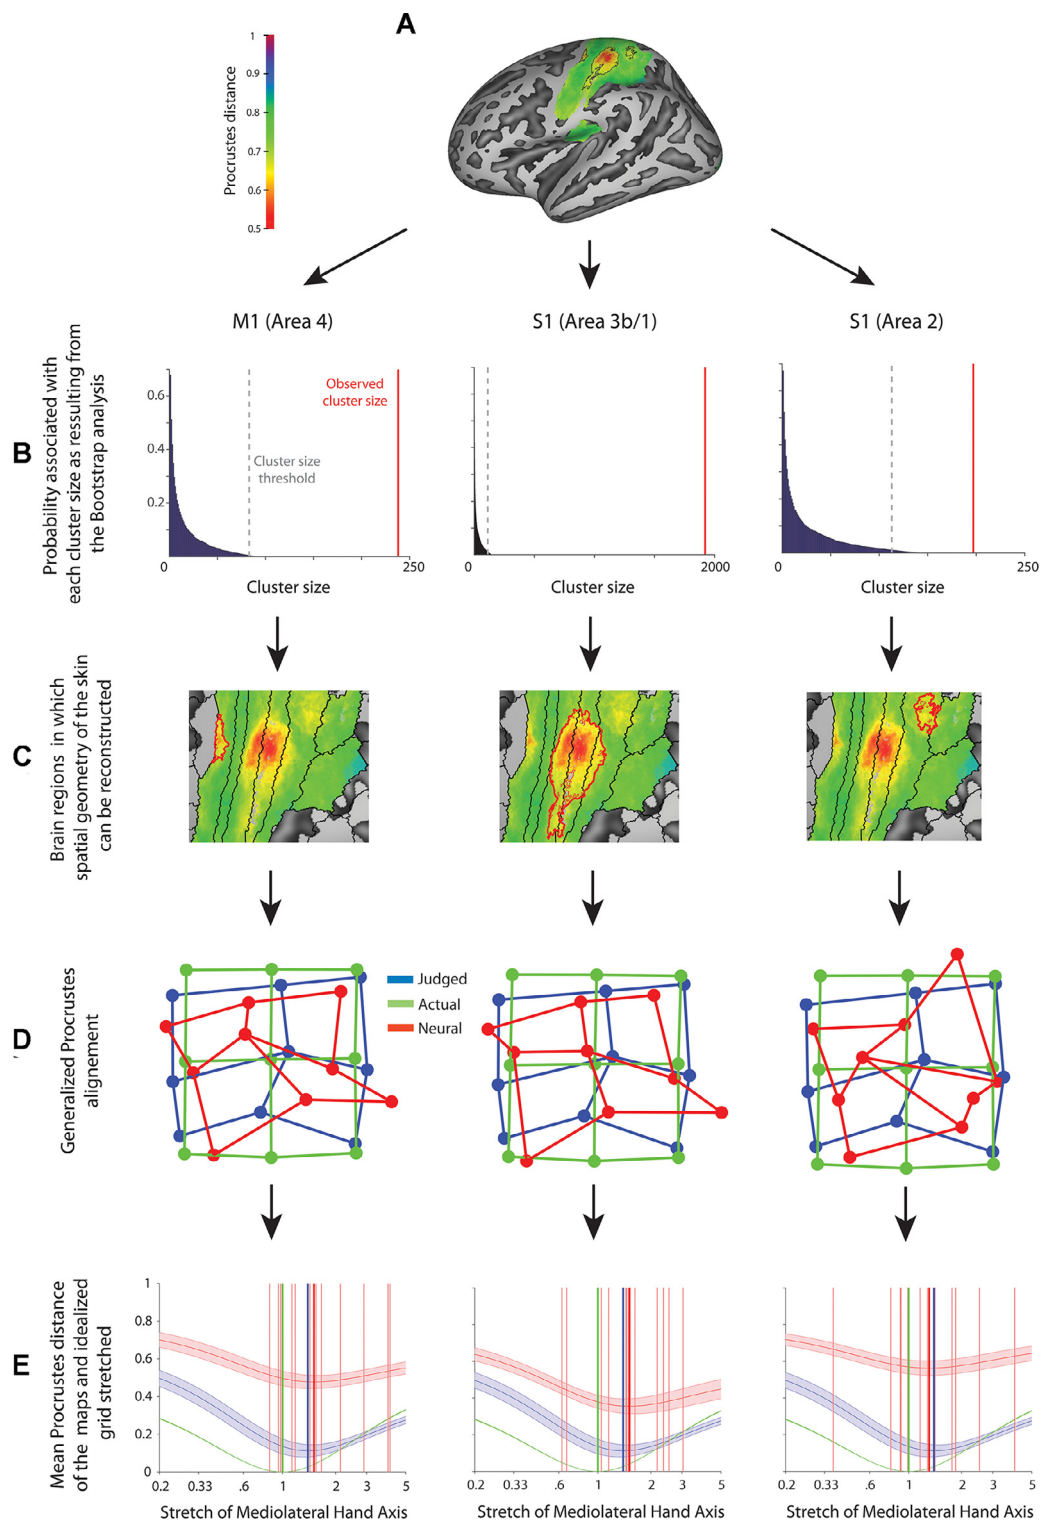 A
Procrustes distance
1
0.9
0.8
0.7
0.6
0.5
M1 (Area 4)
S1 (Area 3b/1)
S1 (Area 2)
B
Probability associated with
each cluster size as ressulting from
the Bootstrap analysis
0.6
0.4
0.2
Observed
cluster size
Cluster size
threshold
0
250
0
2000
0
250
Cluster size
Cluster size
Cluster size
C
Brain regions in which
spatial geometry of the skin
can be reconstructed
D
Generalized Procrustes
alignement
Judged
Actual
Neural
E
Mean Procrustes distance
of the maps and idealized
grid stretched
1
0.8
0.6
0.4
0.2
0
0.2 0.33 .6 1 2 3 5
0.2 0.33 .6 1 2 3 5
0.2 0.33 .6 1 2 3 5
Stretch of Mediolateral Hand Axis
Stretch of Mediolateral Hand Axis
Stretch of Mediolateral Hand Axis